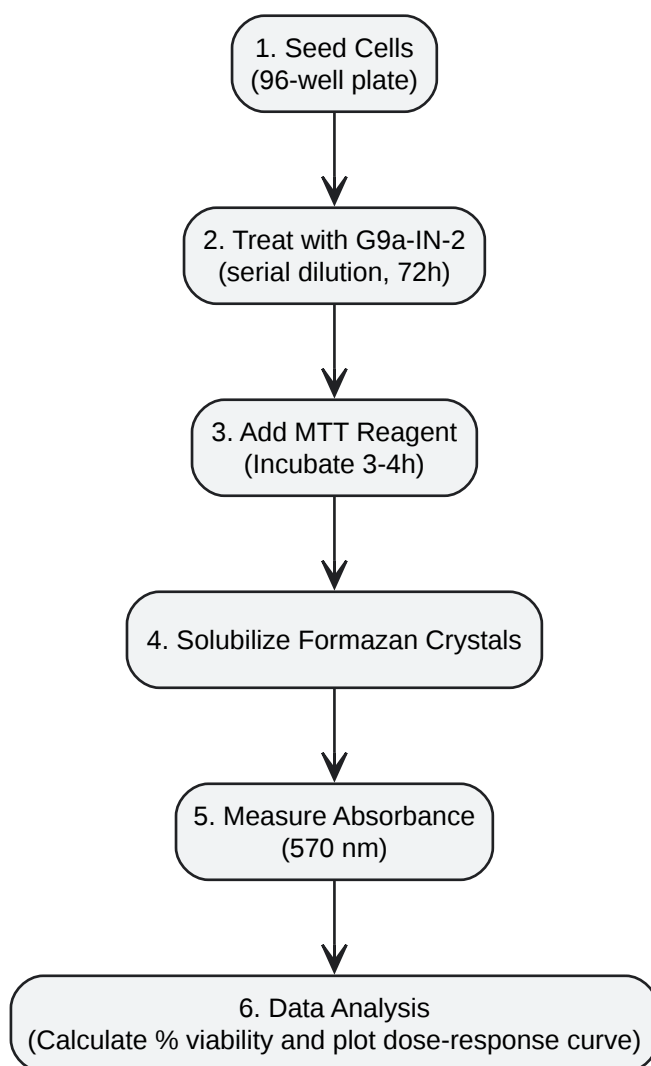 1. Seed Cells
(96-well plate)
2. Treat with G9a-IN-2
(serial dilution, 72h)
3. Add MTT Reagent
(Incubate 3-4h)
4. Solubilize Formazan Crystals
5. Measure Absorbance
(570 nm)
6. Data Analysis
(Calculate % viability and plot dose-response curve)